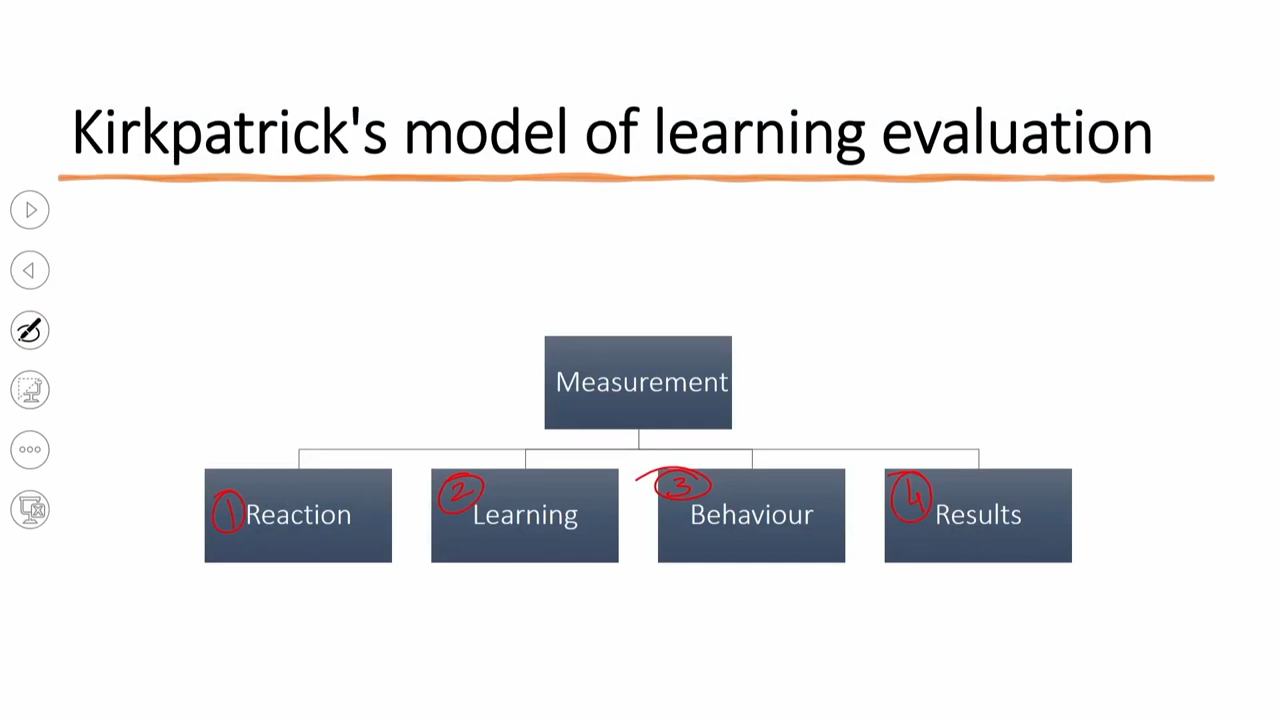 Kirkpatrick's model of learning evaluation
Measurement
1 Reaction
2 Learning
3 Behaviour
4 Results